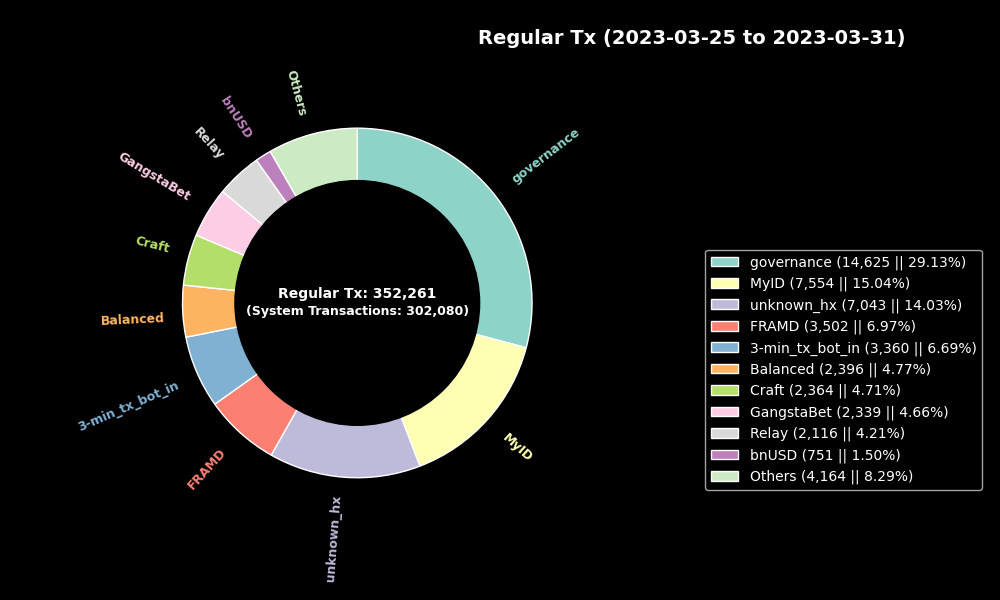 Regular Tx (2023-03-25 to 2023-03-31)
Others
bnUSD
Relay
GangstaBet
Craft
Balanced
3-min_tx_bot_in
FRAMD
unknown_hx
MyID
governance
Regular Tx: 352,261
(System Transactions: 302,080)
governance (14,625 || 29.13%)
MyID (7,554 || 15.04%)
unknown_hx (7,043 || 14.03%)
FRAMD (3,502 || 6.97%)
3-min_tx_bot_in (3,360 || 6.69%)
Balanced (2,396 || 4.77%)
Craft (2,364 || 4.71%)
GangstaBet (2,339 || 4.66%)
Relay (2,116 || 4.21%)
bnUSD (751 || 1.50%)
Others (4,164 || 8.29%)